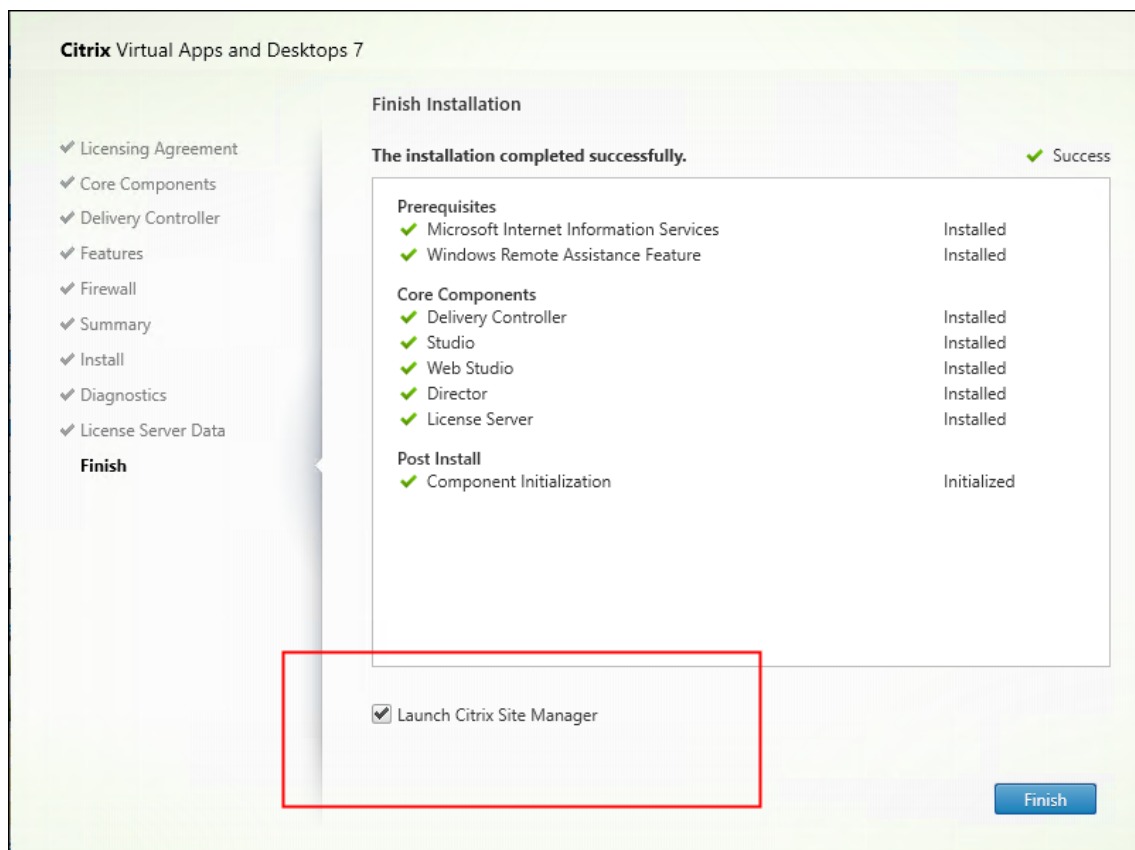 Citrix Virtual Apps and Desktops 7
Finish Installation
Licensing Agreement
Core Components
Delivery Controller
Features
Firewall
Summary
Install
Diagnostics
License Server Data
Finish
The installation completed successfully. Success
Prerequisites
Microsoft Internet Information Services Installed
Windows Remote Assistance Feature Installed
Core Components
Delivery Controller Installed
Studio Installed
Web Studio Installed
Director Installed
License Server Installed
Post Install
Component Initialization Initialized
Launch Citrix Site Manager
Finish